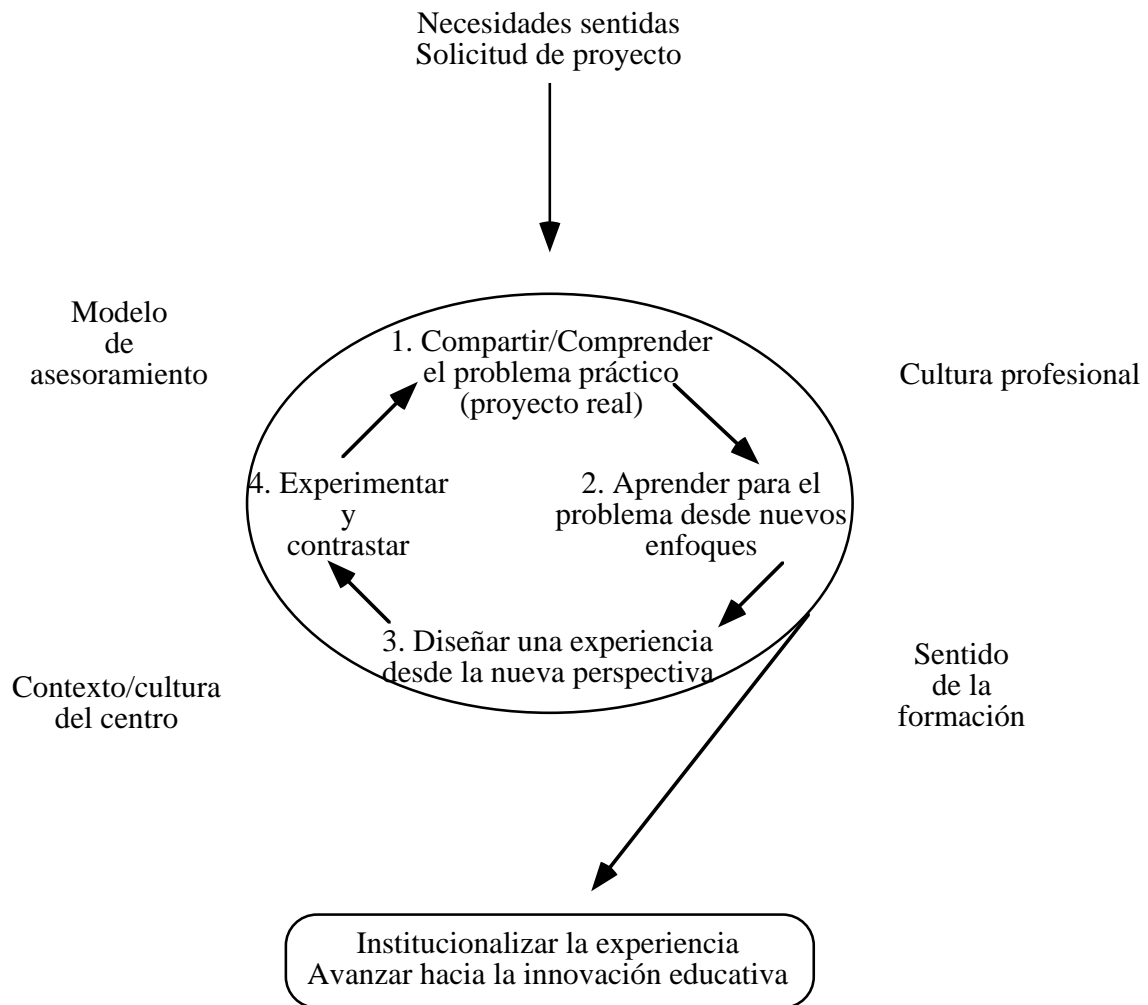 Necesidades sentidas
Solicitud de proyecto
Modelo
de
asesoramiento
1. Compartir/Comprender
el problema práctico
(proyecto real)
Cultura profesional
4. Experimentar
y
contrastar
2. Aprender para el
problema desde nuevos
enfoques
3. Diseñar una experiencia
desde la nueva perspectiva
Contexto/cultura
del centro
Sentido
de la
formación
Institucionalizar la experiencia
Avanzar hacia la innovación educativa